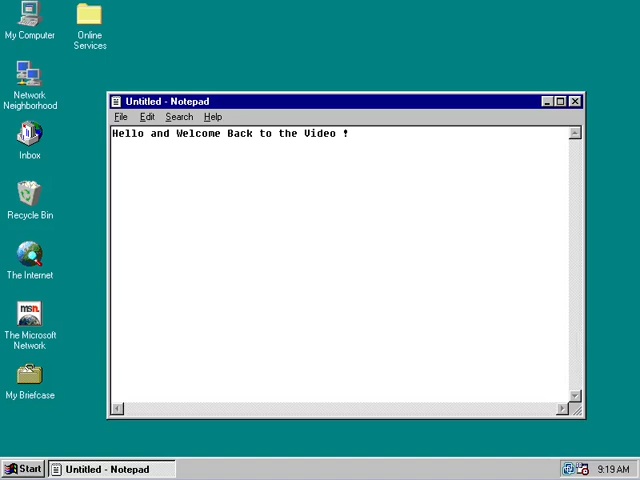 My Computer
Online
Services
Network
Neighborhood
Inbox
Recycle Bin
The Internet
msn.
The Microsoft
Network
My Briefcase
Untitled - Notepad
File Edit Search Help
Hello and Welcome Back to the Video !
Start
Untitled - Notepad
9:19 AM